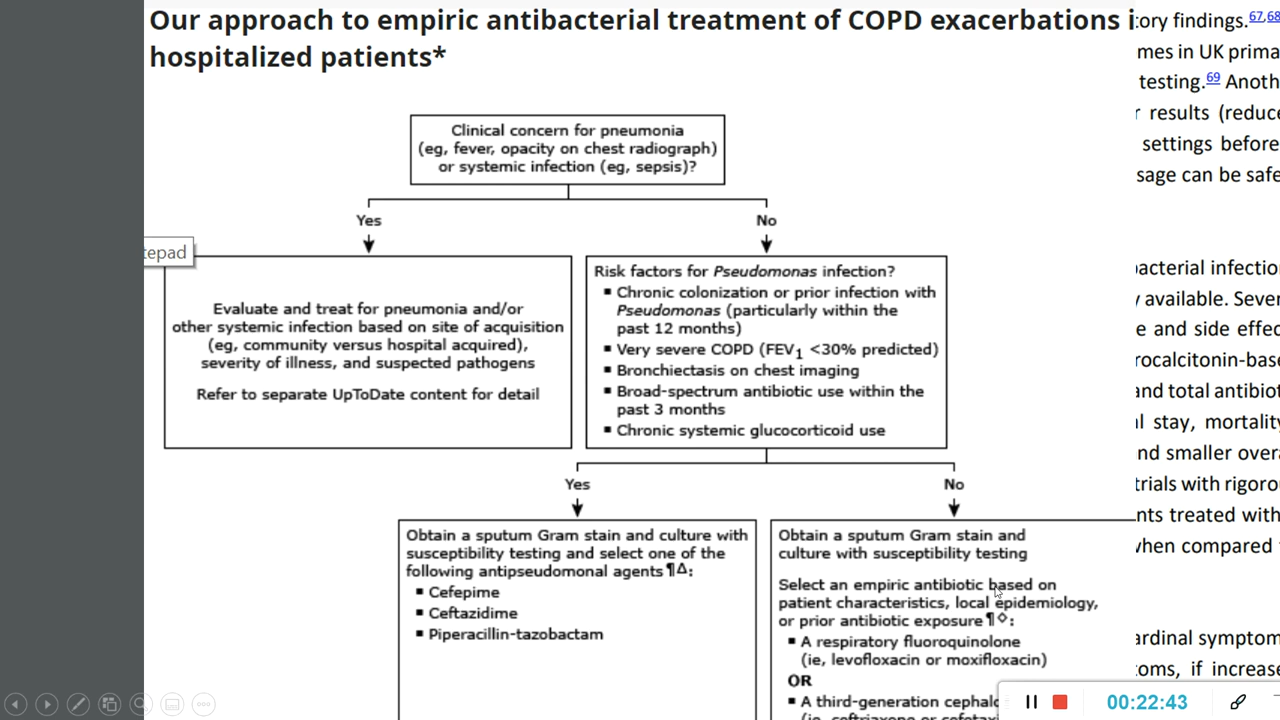 Our approach to empiric antibacterial treatment of COPD exacerbations i
hospitalized patients*
Clinical concern for pneumonia
(eg, fever, opacity on chest radiograph)
or systemic infection (eg, sepsis)?
Yes
No
tepad
Evaluate and treat for pneumonia and/or
other systemic infection based on site of acquisition
(eg, community versus hospital acquired),
severity of illness, and suspected pathogens
Refer to separate UpToDate content for detail
Risk factors for Pseudomonas infection?
▪ Chronic colonization or prior infection with
Pseudomonas (particularly within the
past 12 months)
▪ Very severe COPD (FEV1 <30% predicted)
▪ Bronchiectasis on chest imaging
▪ Broad-spectrum antibiotic use within the
past 3 months
▪ Chronic systemic glucocorticoid use
Yes
No
Obtain a sputum Gram stain and culture with
susceptibility testing and select one of the
following antipseudomonal agents¶Δ:
▪ Cefepime
▪ Ceftazidime
▪ Piperacillin-tazobactam
Obtain a sputum Gram stain and
culture with susceptibility testing
Select an empiric antibiotic based on
patient characteristics, local epidemiology,
or prior antibiotic exposure¶◊:
▪ A respiratory fluoroquinolone
(ie, levofloxacin or moxifloxacin)
OR
▪ A third-generation cephalo
tory findings.67,68
mes in UK prima
testing.69 Anoth
r results (reduce
settings before
sage can be safe
bacterial infection
y available. Sever
e and side effec
rocalcitonin-base
and total antibiot
al stay, mortality
nd smaller overa
trials with rigoro
nts treated with
when compared t
ardinal symptom
toms, if increase
00:22:43